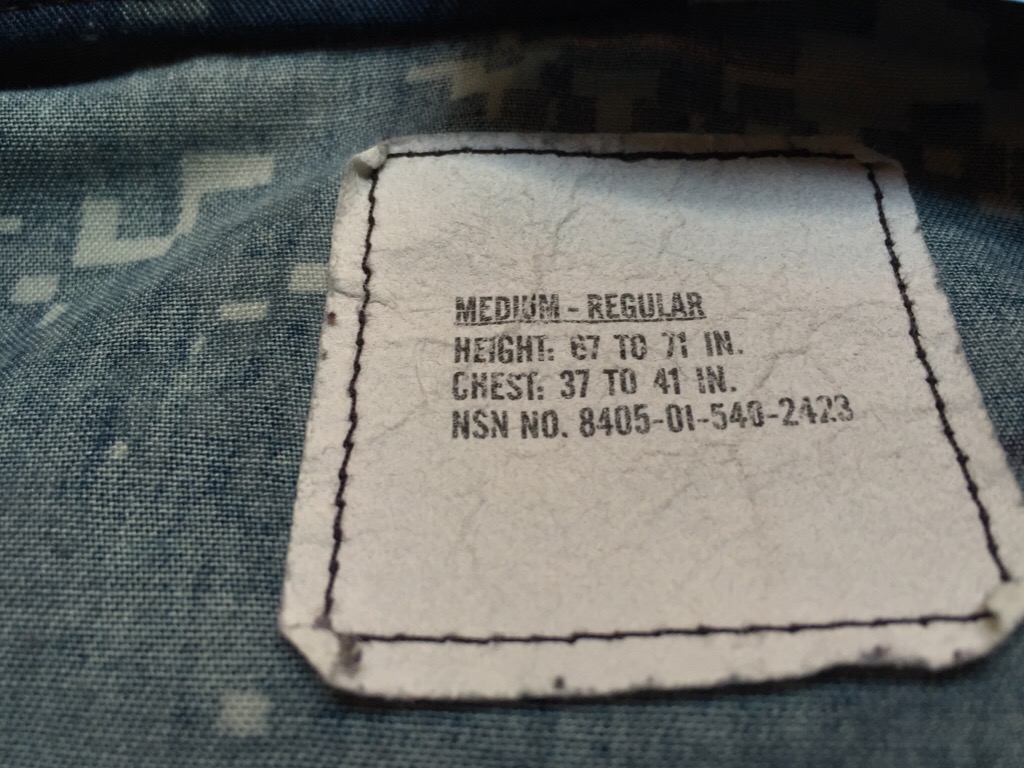 MEDIUM - REGULAR
HEIGHT: 67 TO 71 IN.
CHEST: 37 TO 41 IN.
NSN NO. 8405-01-540-2423